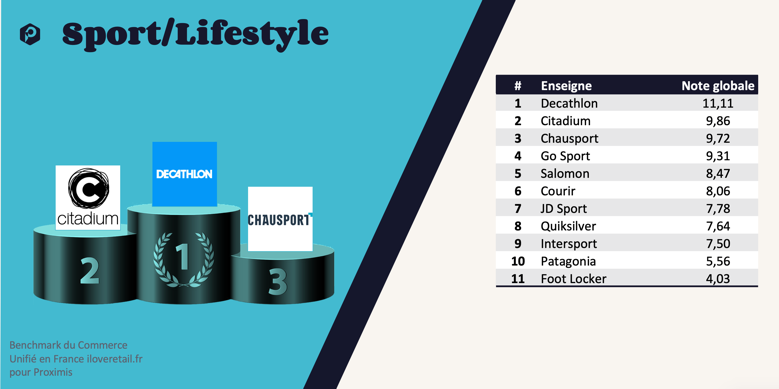 Sport/Lifestyle
DECATHLON
citadium
CHAUSPORT
2
1
3
Benchmark du Commerce
Unifié en France iloveretail.fr
pour Proximis
# Enseigne Note globale
1 Decathlon 11,11
2 Citadium 9,86
3 Chausport 9,72
4 Go Sport 9,31
5 Salomon 8,47
6 Courir 8,06
7 JD Sport 7,78
8 Quiksilver 7,64
9 Intersport 7,50
10 Patagonia 5,56
11 Foot Locker 4,03